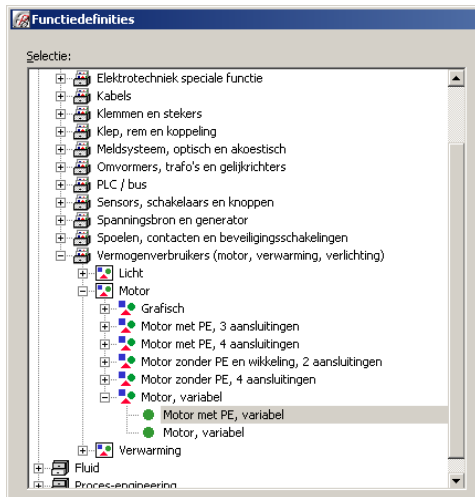 Functiedefinities
Selectie:
Elektrotechniek speciale functie
Kabels
Klemmen en stekers
Klep, rem en koppeling
Meldsysteem, optisch en akoestisch
Omvormers, trafo's en gelijkrichters
PLC / bus
Sensors, schakelaars en knoppen
Spanningsbron en generator
Spoelen, contacten en beveiligingsschakelingen
Vermogenverbruikers (motor, verwarming, verlichting)
Licht
Motor
Grafisch
Motor met PE, 3 aansluitingen
Motor met PE, 4 aansluitingen
Motor zonder PE en wikkeling, 2 aansluitingen
Motor zonder PE, 4 aansluitingen
Motor, variabel
Motor met PE, variabel
Motor, variabel
Verwarming
Fluid
Proces-engineering